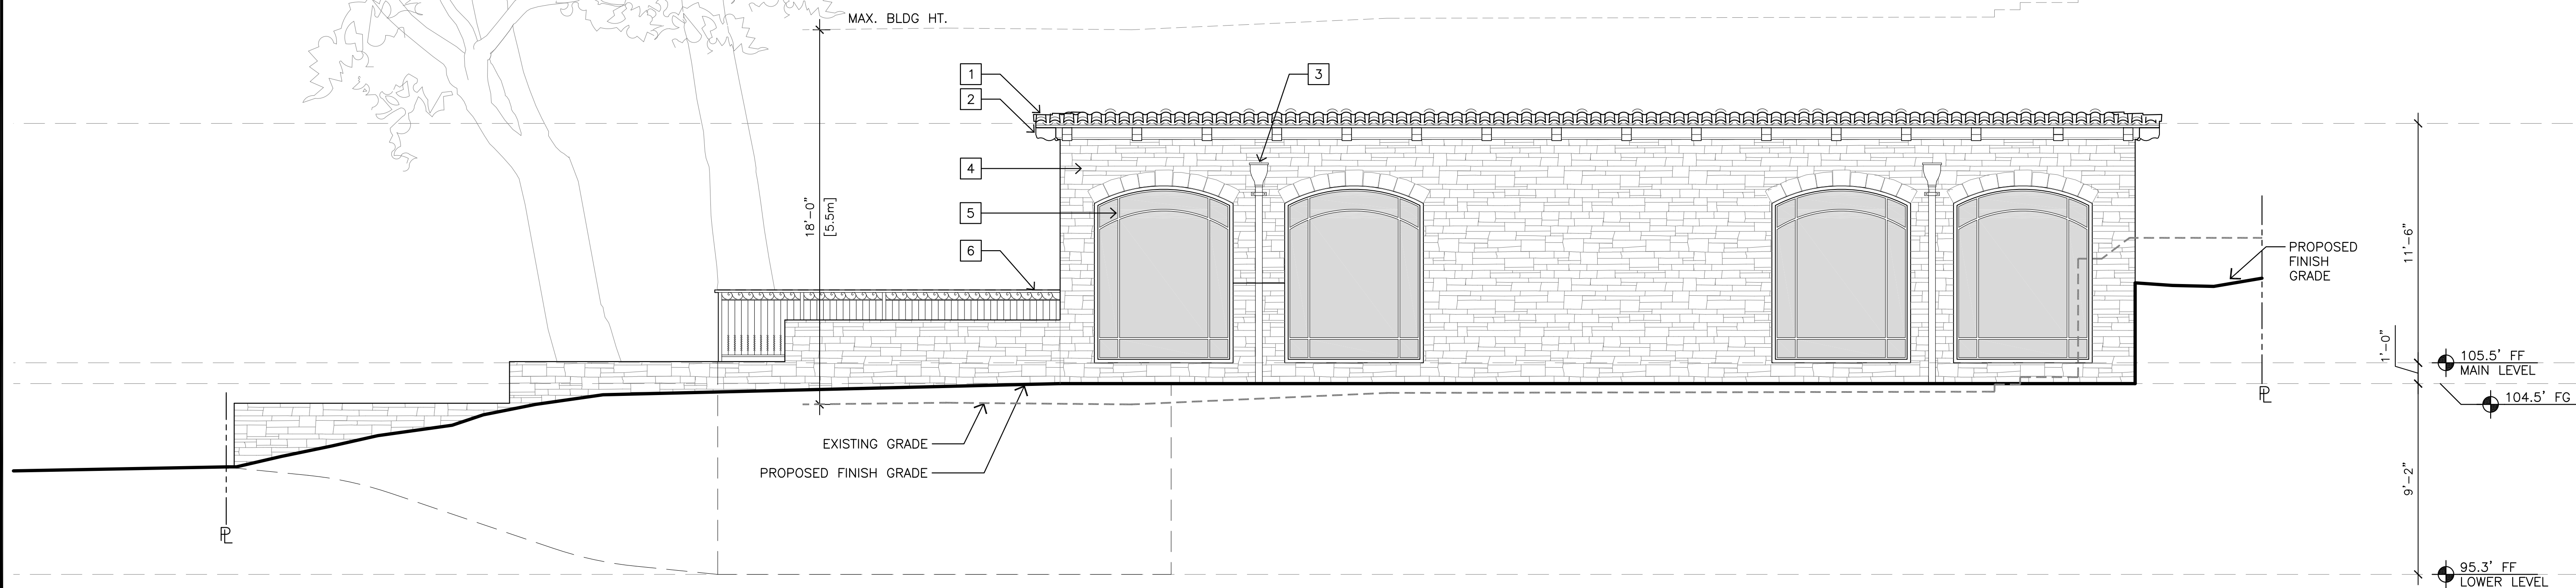 MAX. BLDG HT.
1
2
3
4
5
6
18'-0"
[5.5m]
EXISTING GRADE
PROPOSED FINISH GRADE
PROPOSED
FINISH
GRADE
PL
PL
11'-6"
1'-0"
9'-2"
105.5' FF
MAIN LEVEL
104.5' FG
95.3' FF
LOWER LEVEL